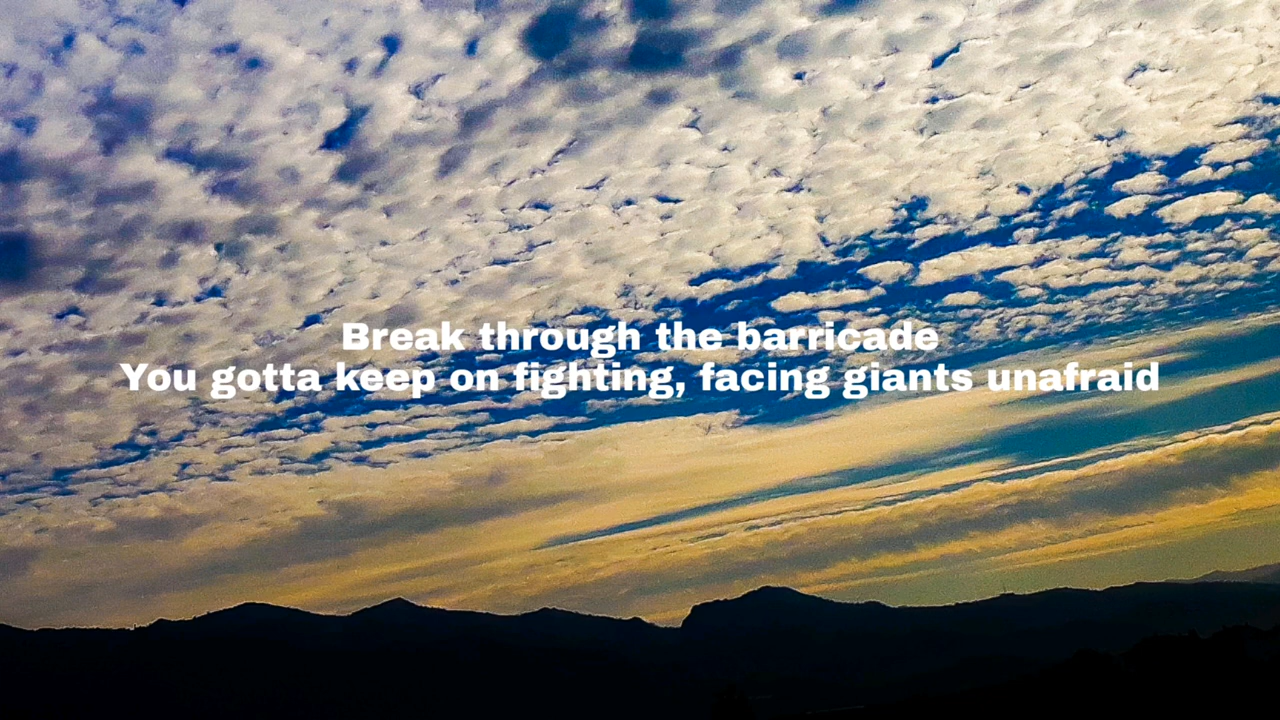 Break through the barricade
You gotta keep on fighting, facing giants unafraid